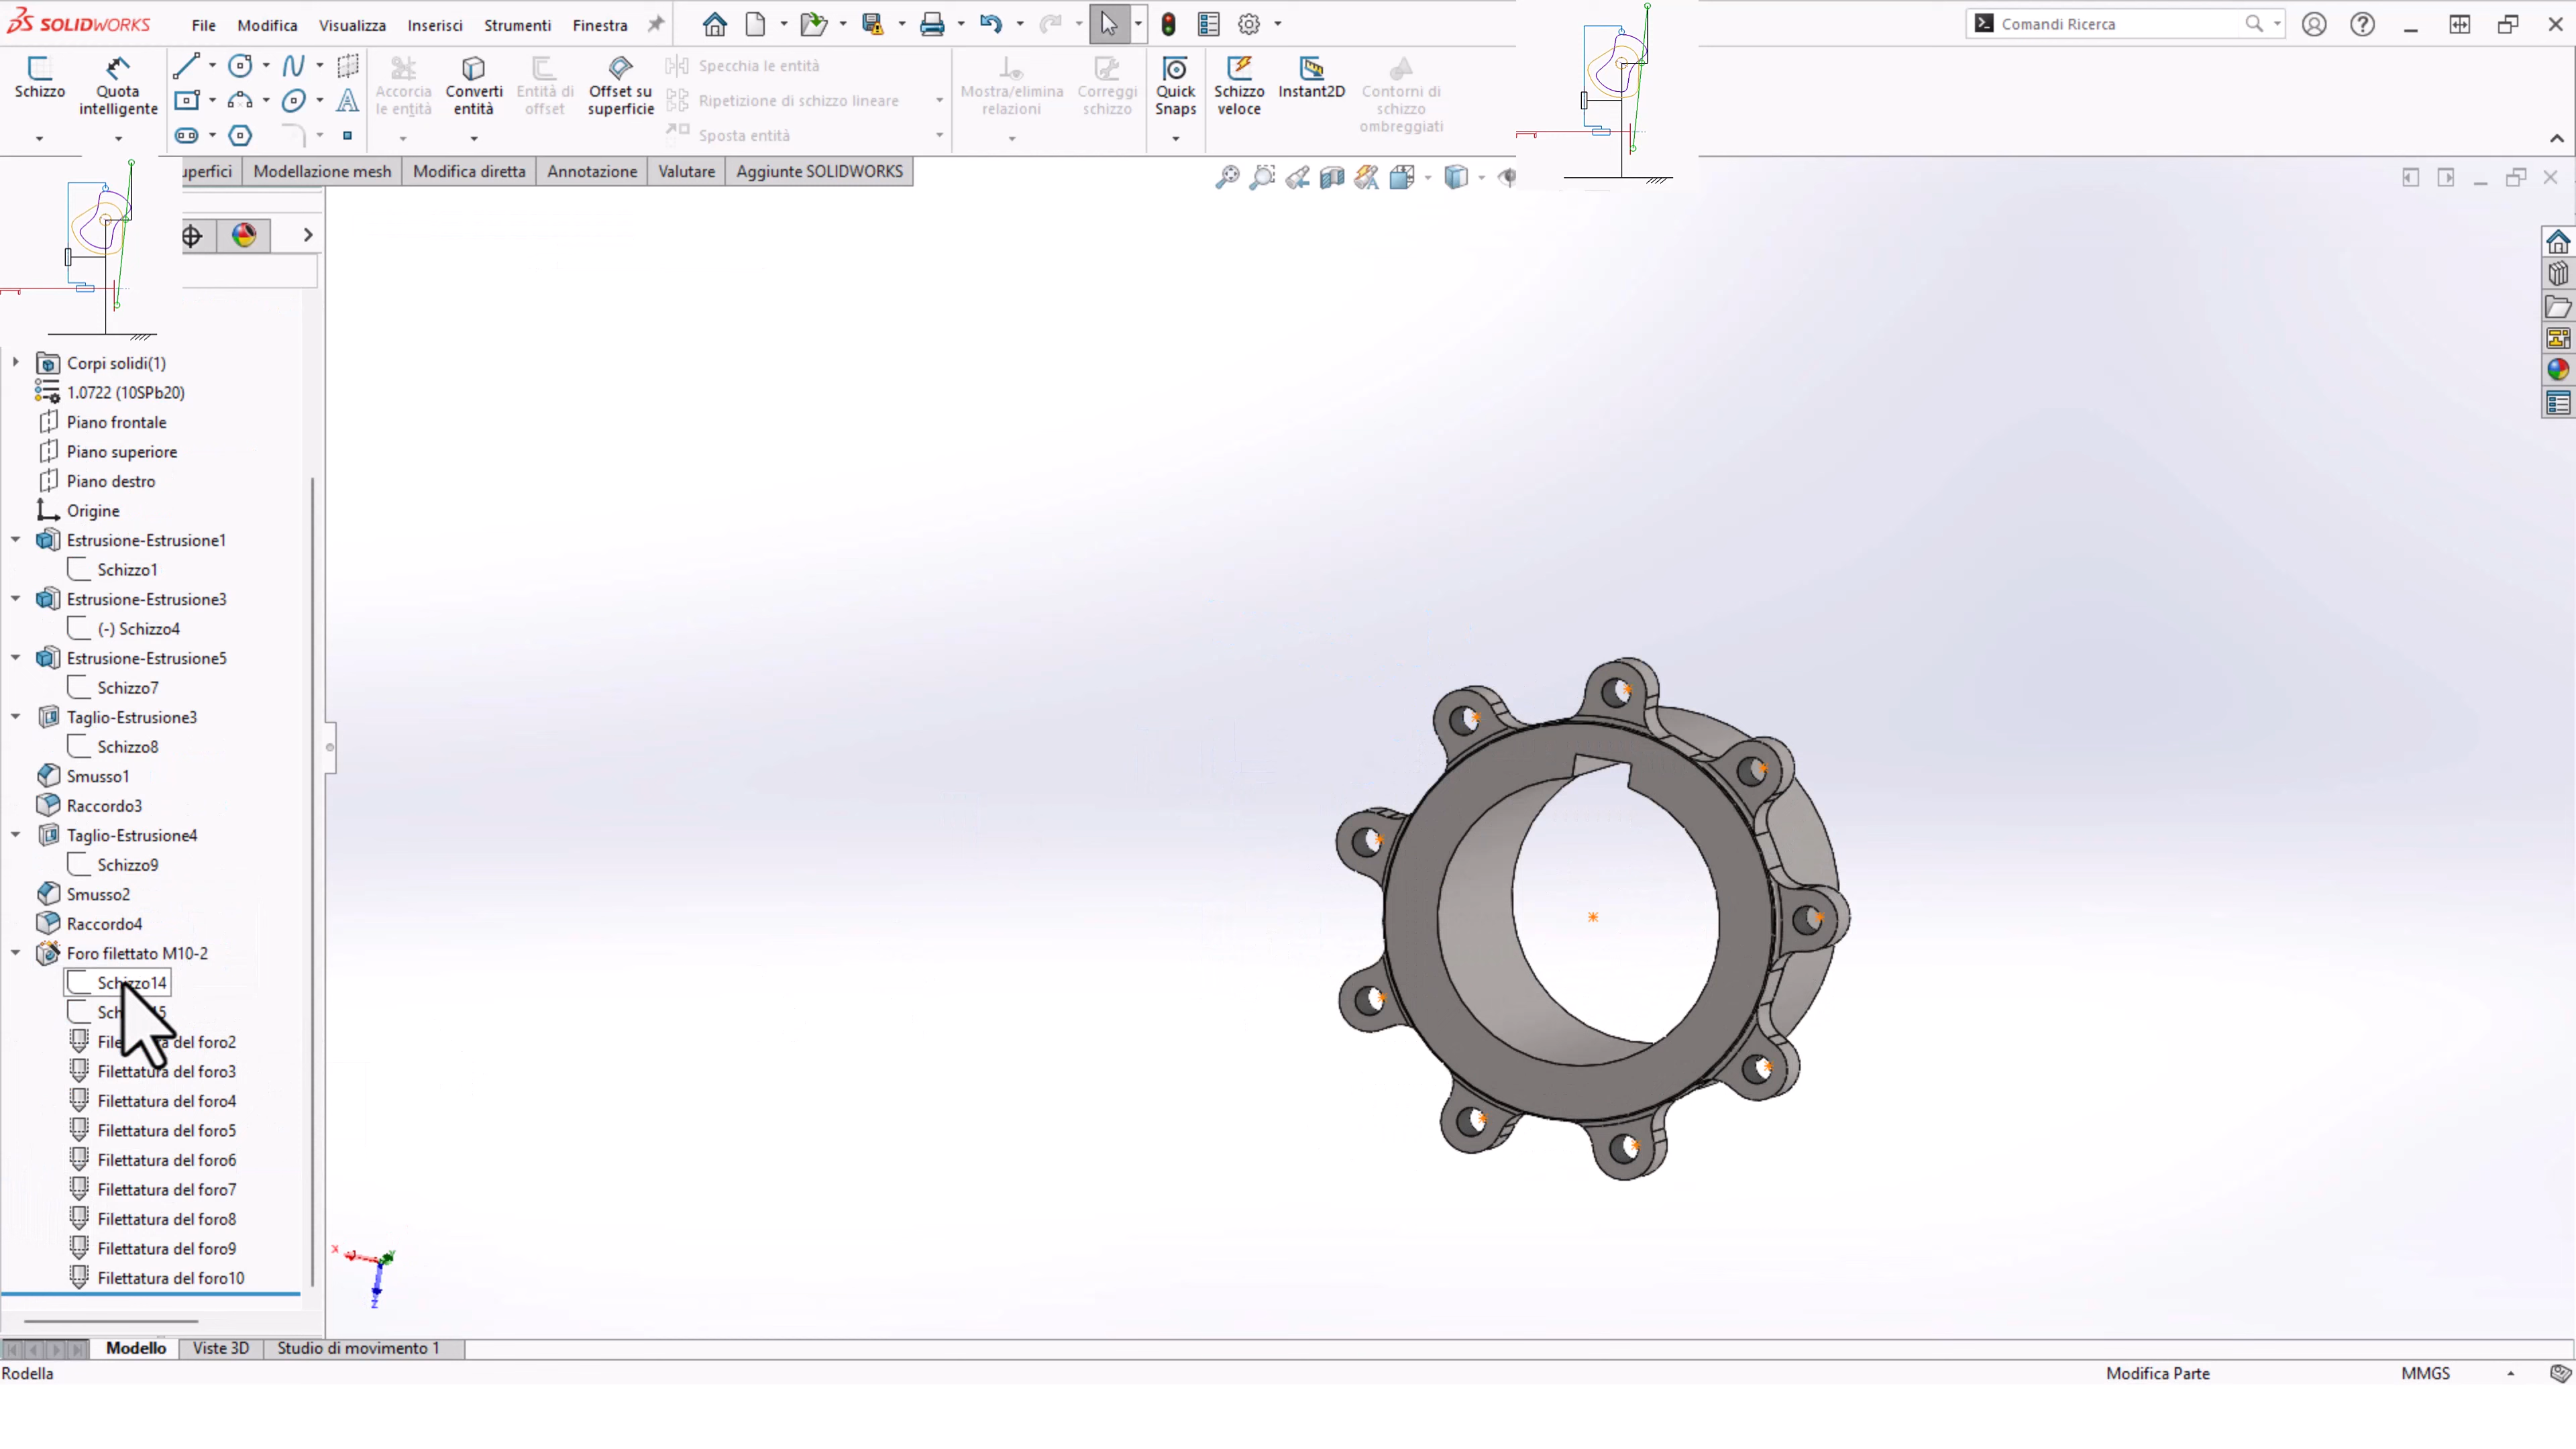 SOLIDWORKS File Modifica Visualizza Inserisci Strumenti Finestra Comandi Ricerca
Schizzo Quota intelligente Accorcia le entità Converti entità Entità di offset Offset su superficie Specchia le entità Mostra/elimina relazioni Correggi schizzo Quick Snaps Schizzo veloce Instant2D Contorni di schizzo ombreggiati
Ripetizione di schizzo lineare
Sposta entità
uperfici Modellazione mesh Modifica diretta Annotazione Valutare Aggiunte SOLIDWORKS
Corpi solidi(1)
1.0722 (10SPb20)
Piano frontale
Piano superiore
Piano destro
Origine
Estrusione-Estrusione1
Schizzo1
Estrusione-Estrusione3
(-) Schizzo4
Estrusione-Estrusione5
Schizzo7
Taglio-Estrusione3
Schizzo8
Smusso1
Raccordo3
Taglio-Estrusione4
Schizzo9
Smusso2
Raccordo4
Foro filettato M10-2
Schizzo14
Filettatura del foro3
Filettatura del foro4
Filettatura del foro5
Filettatura del foro6
Filettatura del foro7
Filettatura del foro8
Filettatura del foro9
Filettatura del foro10
X Y
Z
Modello Viste 3D Studio di movimento 1
Rodella Modifica Parte MMGS